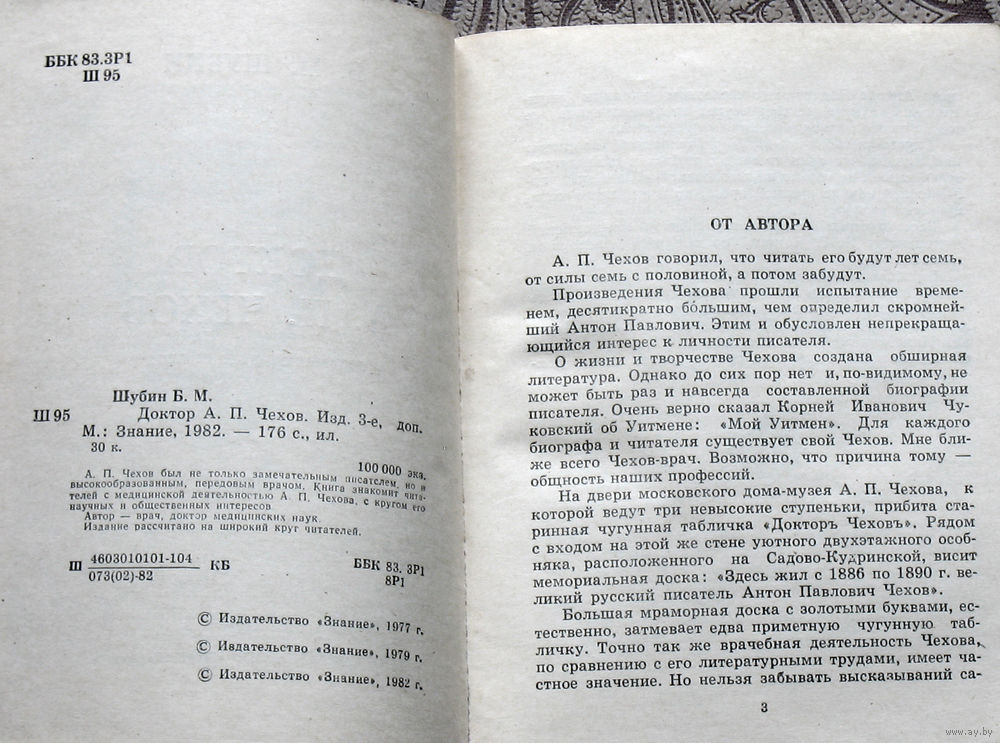 ББК 83.3Р1
Ш 95
Шубин Б. М.
Ш 95 Доктор А. П. Чехов. Изд. 3-е, доп.
М.: Знание, 1982. — 176 с., ил.
30 к.
100 000 экз.
А. П. Чехов был не только замечательным писателем, но и
высокообразованным, передовым врачом. Книга знакомит чита-
телей с медицинской деятельностью А. П. Чехова, с кругом его
научных и общественных интересов.
Автор — врач, доктор медицинских наук.
Издание рассчитано на широкий круг читателей.
Ш 4603010101-104 КБ ББК 83. 3Р1
073(02)-82 8Р1
© Издательство «Знание», 1977 г.
© Издательство «Знание», 1979 г.
© Издательство «Знание», 1982 г.
ОТ АВТОРА
А. П. Чехов говорил, что читать его будут лет семь,
от силы семь с половиной, а потом забудут.
Произведения Чехова прошли испытание време-
нем, десятикратно бо́льшим, чем определил скромней-
ший Антон Павлович. Этим и обусловлен непрекраща-
ющийся интерес к личности писателя.
О жизни и творчестве Чехова создана обширная
литература. Однако до сих пор нет и, по-видимому, не
может быть раз и навсегда составленной биографии
писателя. Очень верно сказал Корней Иванович Чу-
ковский об Уитмене: «Мой Уитмен». Для каждого
биографа и читателя существует свой Чехов. Мне бли-
же всего Чехов-врач. Возможно, что причина тому —
общность наших профессий.
На двери московского дома-музея А. П. Чехова, к
которой ведут три невысокие ступеньки, прибита ста-
ринная чугунная табличка «Докторъ Чеховъ». Рядом
с входом на этой же стене уютного двухэтажного особ-
няка, расположенного на Садово-Кудринской, висит
мемориальная доска: «Здесь жил с 1886 по 1890 г. ве-
ликий русский писатель Антон Павлович Чехов».
Большая мраморная доска с золотыми буквами, ес-
тественно, затмевает едва приметную чугунную таб-
личку. Точно так же врачебная деятельность Чехова,
по сравнению с его литературными трудами, имеет ча-
стное значение. Но нельзя забывать высказываний са-
3
www.ay.by